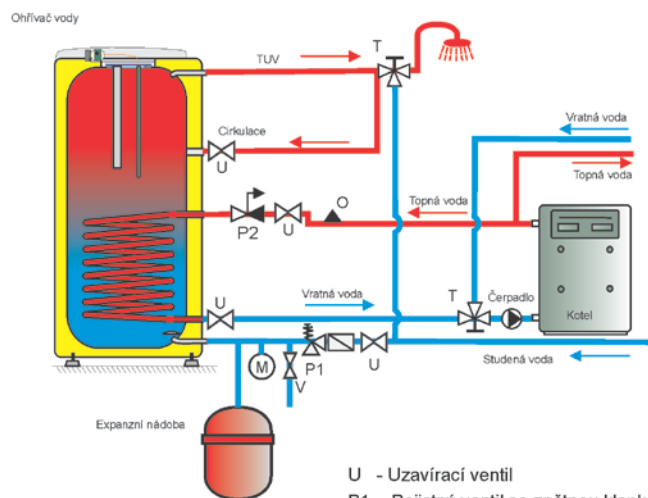 Ohřívač vody
TUV
T
Vratná voda
Cirkulace
U
Topná voda
O
Topná voda
P2
U
U
Vratná voda
T
Čerpadlo
Kotel
M
V
P1
U
Studená voda
Expanzní nádoba
U - Uzavírací ventil